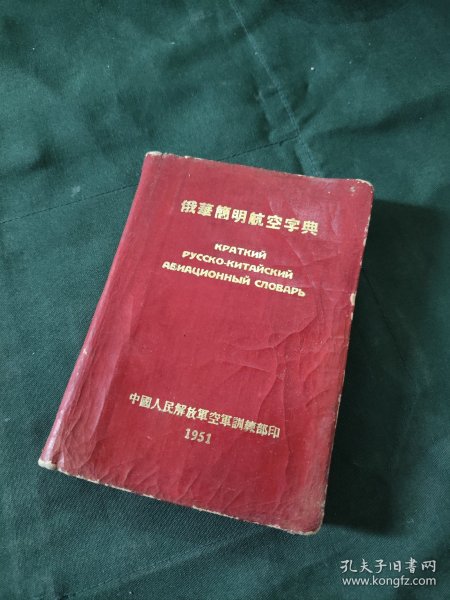 俄華簡明航空字典
КРАТКИЙ
РУССКО-КИТАЙСКИЙ
АВИАЦИОННЫЙ СЛОВАРЬ
中國人民解放軍空軍訓練部印
1951
孔夫子旧书网
www.kongfz.com